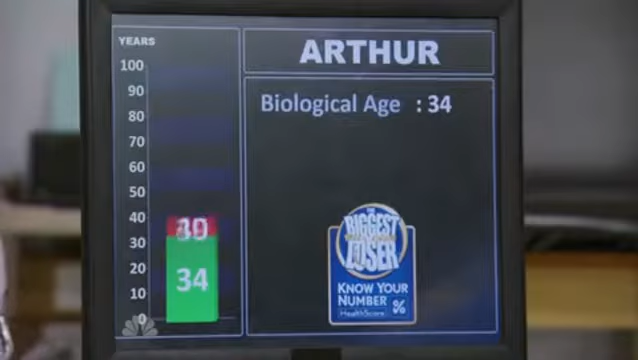 YEARS
ARTHUR
100
90
80
70
60
50
40
30
20
10
0
34
Biological Age : 34
THE
BIGGEST
LOSER
KNOW YOUR
NUMBER %
HealthScore